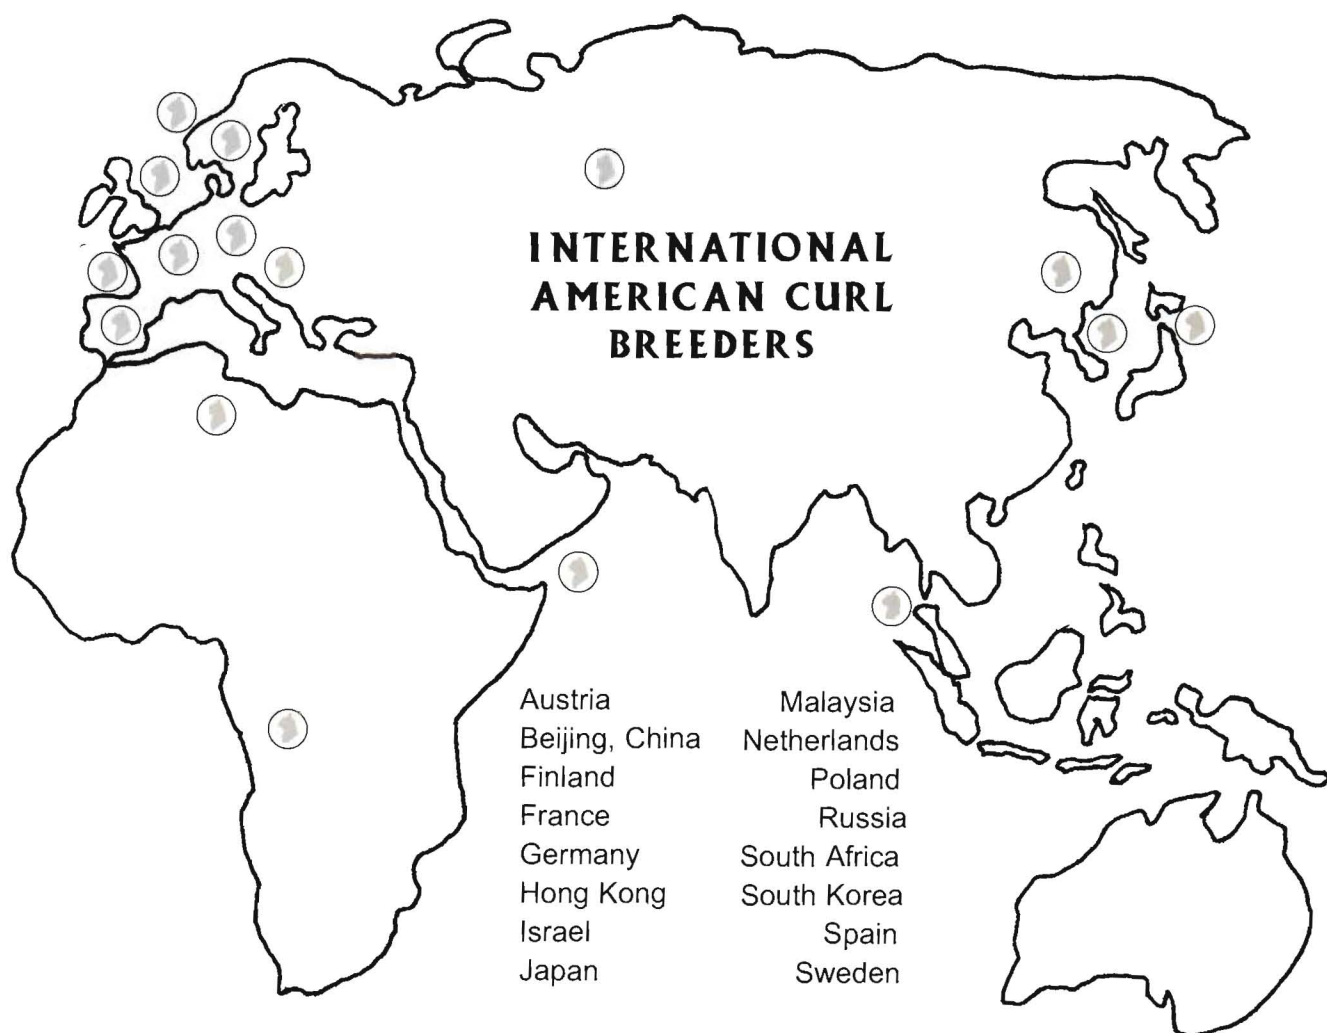 INTERNATIONAL
AMERICAN CURL
BREEDERS
Austria
Beijing, China
Finland
France
Germany
Hong Kong
Israel
Japan
Malaysia
Netherlands
Poland
Russia
South Africa
South Korea
Spain
Sweden